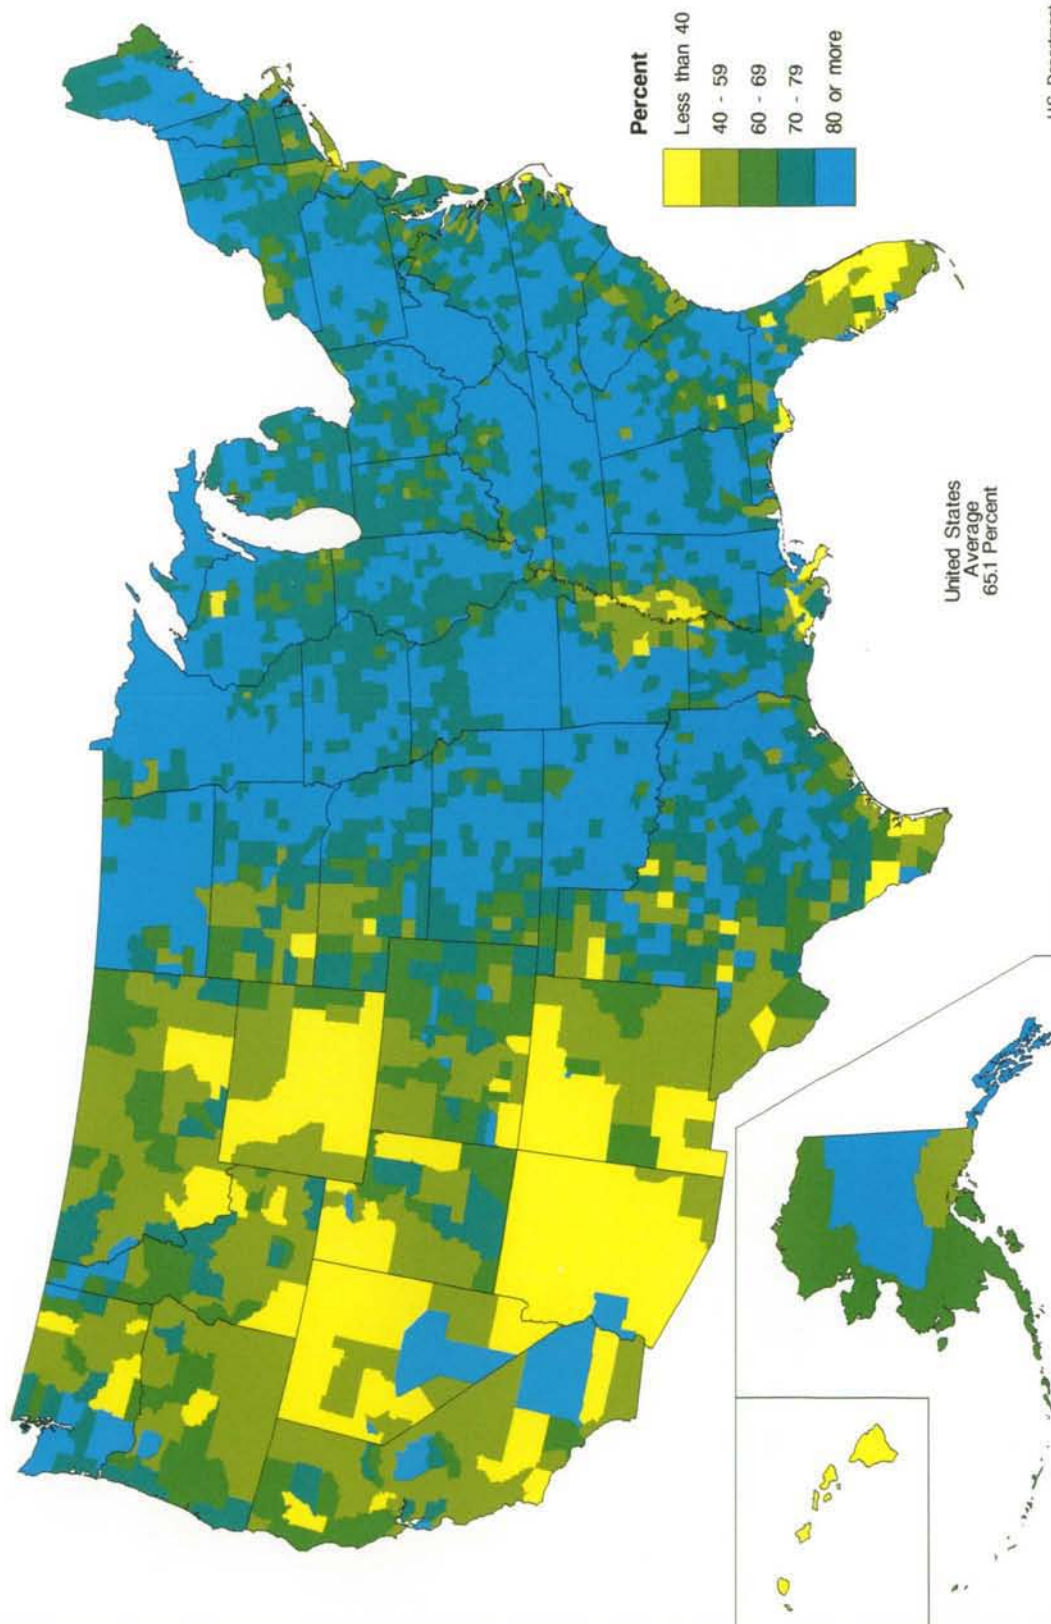 Percent
Less than 40
40 - 59
60 - 69
70 - 79
80 or more
United States
Average
65.1 Percent